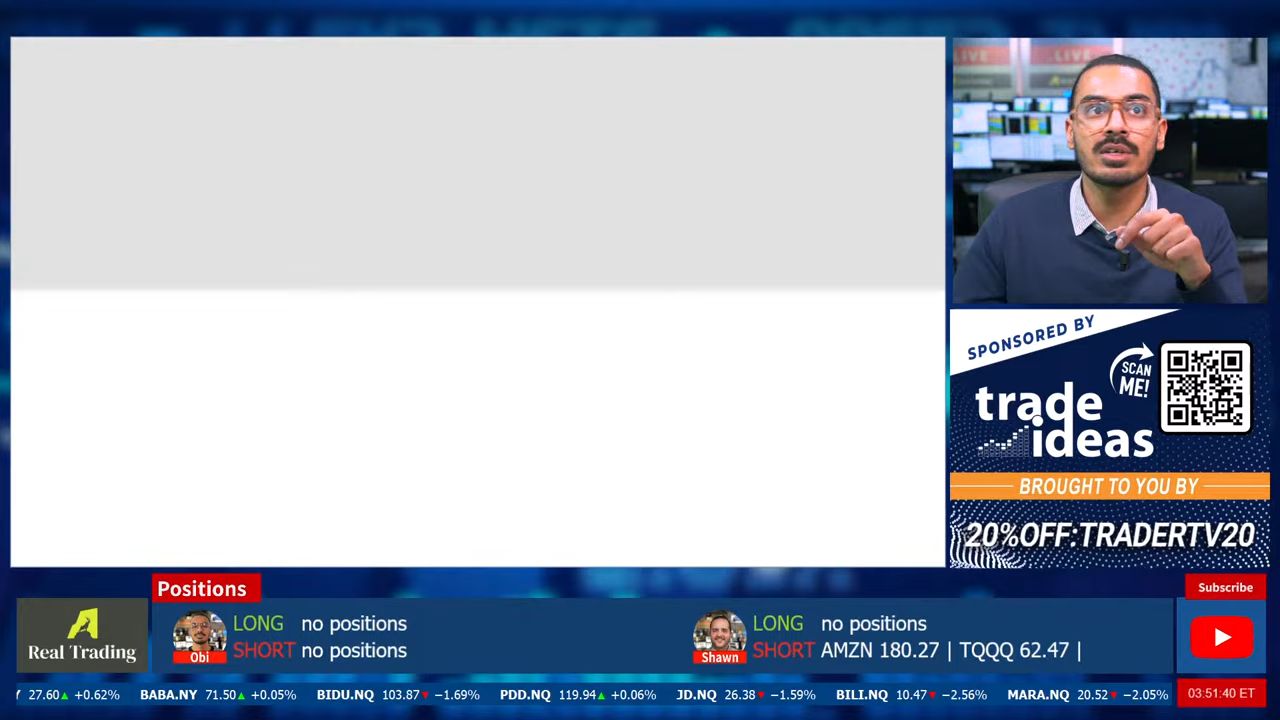 LIVE
LIVE
SPONSORED BY
SCAN
ME!
trade
ideas
BROUGHT TO YOU BY
20%OFF:TRADERTV20
Positions
Subscribe
Real Trading
Obi
LONG no positions
SHORT no positions
Shawn
LONG no positions
SHORT AMZN 180.27 | TQQQ 62.47 |
27.60▲ +0.62% BABA.NY 71.50▲ +0.05% BIDU.NQ 103.87▼ −1.69% PDD.NQ 119.94▲ +0.06% JD.NQ 26.38▼ −1.59% BILI.NQ 10.47▼ −2.56% MARA.NQ 20.52▼ −2.05%
03:51:40 ET